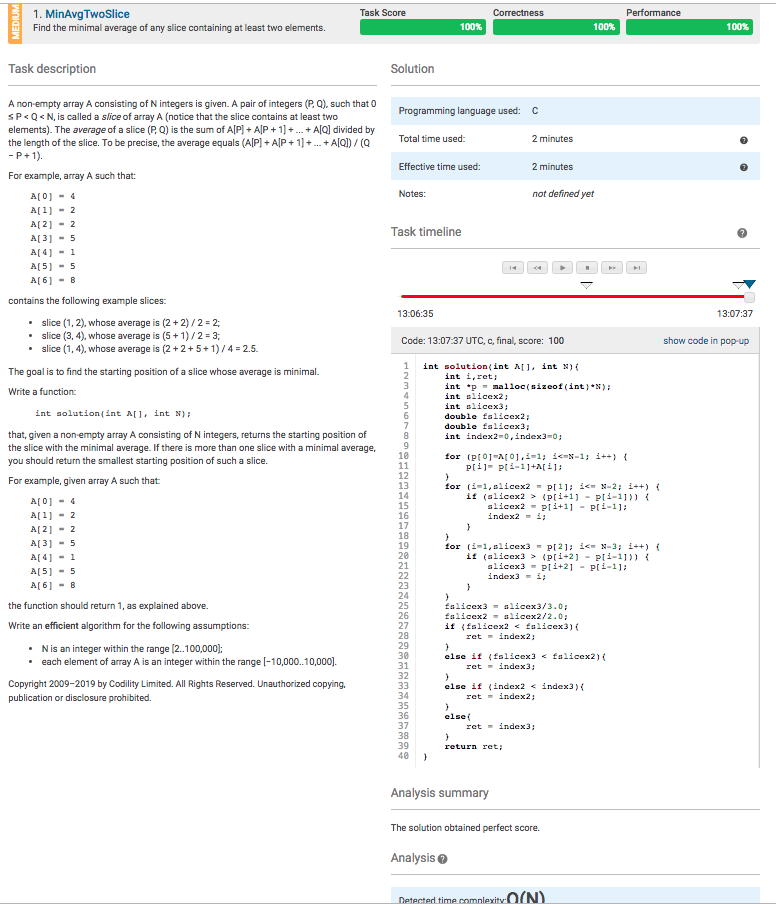 MEDIUM
1. MinAvgTwoSlice
Find the minimal average of any slice containing at least two elements.
Task Score
100%
Correctness
100%
Performance
100%
Task description
A non-empty array A consisting of N integers is given. A pair of integers (P, Q), such that 0
≤ P < Q < N, is called a slice of array A (notice that the slice contains at least two
elements). The average of a slice (P, Q) is the sum of A[P] + A[P + 1] + ... + A[Q] divided by
the length of the slice. To be precise, the average equals (A[P] + A[P + 1] + ... + A[Q]) / (Q
− P + 1).
For example, array A such that:
A[0] = 4
A[1] = 2
A[2] = 2
A[3] = 5
A[4] = 1
A[5] = 5
A[6] = 8
contains the following example slices:
• slice (1, 2), whose average is (2 + 2) / 2 = 2;
• slice (3, 4), whose average is (5 + 1) / 2 = 3;
• slice (1, 4), whose average is (2 + 2 + 5 + 1) / 4 = 2.5.
The goal is to find the starting position of a slice whose average is minimal.
Write a function:
int solution(int A[], int N);
that, given a non-empty array A consisting of N integers, returns the starting position of
the slice with the minimal average. If there is more than one slice with a minimal average,
you should return the smallest starting position of such a slice.
For example, given array A such that:
A[0] = 4
A[1] = 2
A[2] = 2
A[3] = 5
A[4] = 1
A[5] = 5
A[6] = 8
the function should return 1, as explained above.
Write an efficient algorithm for the following assumptions:
• N is an integer within the range [2..100,000];
• each element of array A is an integer within the range [−10,000..10,000].
Copyright 2009–2019 by Codility Limited. All Rights Reserved. Unauthorized copying,
publication or disclosure prohibited.
Solution
Programming language used: C
Total time used: 2 minutes ?
Effective time used: 2 minutes ?
Notes: not defined yet
Task timeline ?
13:06:35 13:07:37
Code: 13:07:37 UTC, c, final, score: 100 show code in pop-up
1 int solution(int A[], int N){
2 int i,ret;
3 int *p = malloc(sizeof(int)*N);
4 int slicex2;
5 int slicex3;
6 double fslicex2;
7 double fslicex3;
8 int index2=0,index3=0;
9
10 for (p[0]=A[0],i=1; i<=N-1; i++) {
11 p[i]= p[i-1]+A[i];
12 }
13 for (i=1,slicex2 = p[1]; i<= N-2; i++) {
14 if (slicex2 > (p[i+1] - p[i-1])) {
15 slicex2 = p[i+1] - p[i-1];
16 index2 = i;
17 }
18 }
19 for (i=1,slicex3 = p[2]; i<= N-3; i++) {
20 if (slicex3 > (p[i+2] - p[i-1])) {
21 slicex3 = p[i+2] - p[i-1];
22 index3 = i;
23 }
24 }
25 fslicex3 = slicex3/3.0;
26 fslicex2 = slicex2/2.0;
27 if (fslicex2 < fslicex3){
28 ret = index2;
29 }
30 else if (fslicex3 < fslicex2){
31 ret = index3;
32 }
33 else if (index2 < index3){
34 ret = index2;
35 }
36 else{
37 ret = index3;
38 }
39 return ret;
40 }
Analysis summary
The solution obtained perfect score.
Analysis ?
Detected time complexity: O(N)